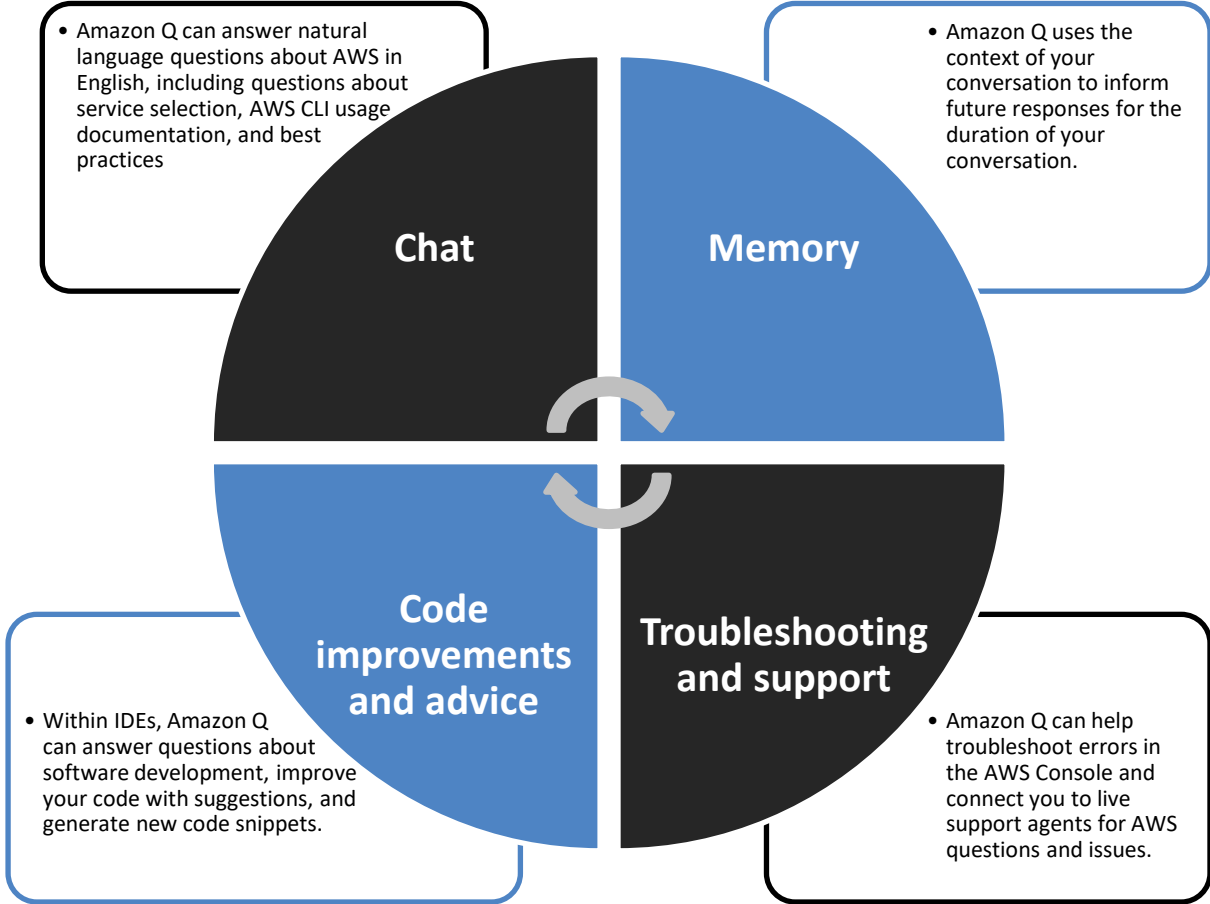 • Amazon Q can answer natural
language questions about AWS in
English, including questions about
service selection, AWS CLI usage
documentation, and best
practices
Chat
• Amazon Q uses the
context of your
conversation to inform
future responses for the
duration of your
conversation.
Memory
Code
improvements
and advice
• Within IDEs, Amazon Q
can answer questions about
software development, improve
your code with suggestions, and
generate new code snippets.
Troubleshooting
and support
• Amazon Q can help
troubleshoot errors in
the AWS Console and
connect you to live
support agents for AWS
questions and issues.